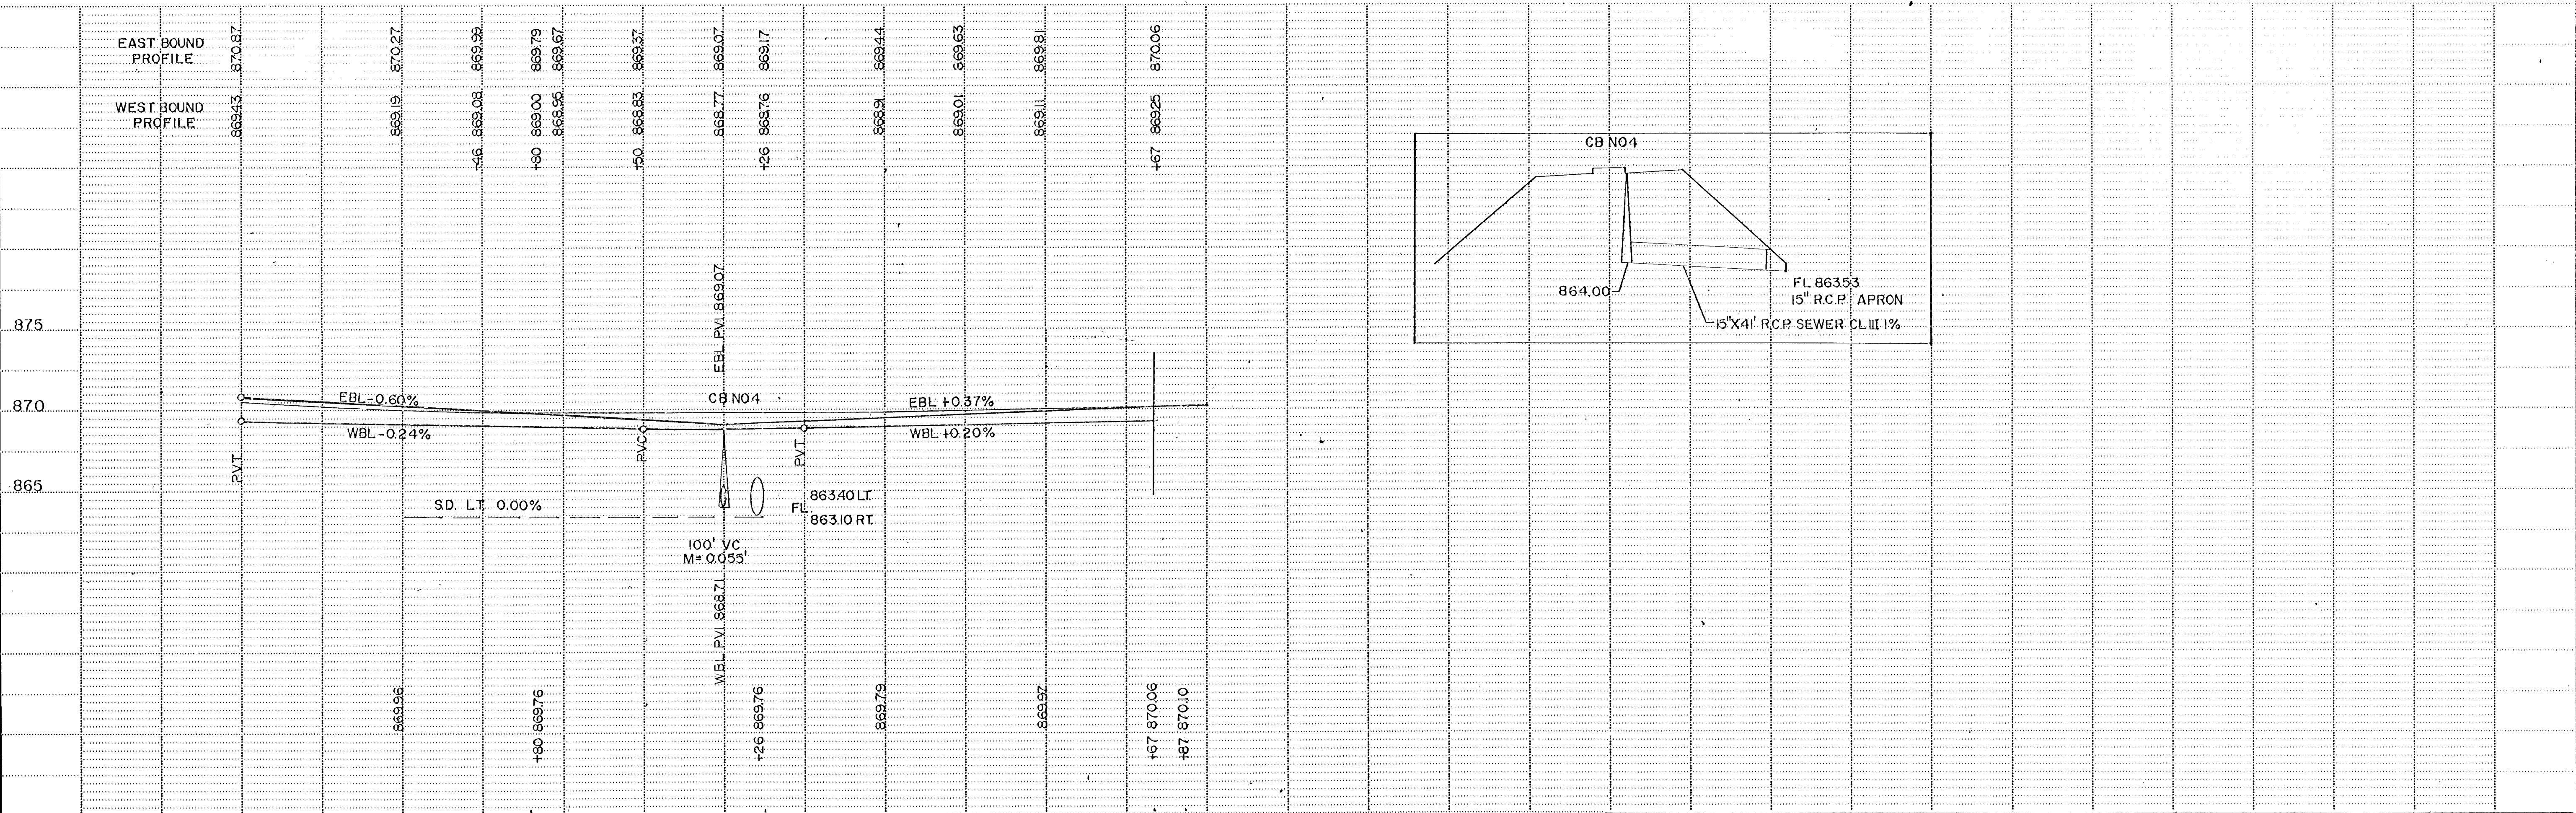 EAST BOUND
PROFILE
870.87
870.27
869.99
869.79
869.67
869.37
869.07
869.17
869.44
869.63
869.81
870.06
WEST BOUND
PROFILE
869.43
869.19
+46 869.08
+80 869.00
868.95
+50 868.83
868.77
+26 868.76
868.91
869.01
869.11
+67 869.25
CB NO4
864.00
FL 863.53
15" R.C.P. APRON
15"X41' R.C.P. SEWER CL III 1%
EBL PVI 869.07
875
870
865
EBL-0.60%
CB NO4
EBL +0.37%
WBL-0.24%
WBL +0.20%
P.V.T.
P.V.C.
P.V.T.
S.D. LT. 0.00%
863.40 LT.
FL.
863.10 RT.
100' VC
M= 0.055'
WBL PVI 868.71
869.96
+80 869.76
+26 869.76
869.79
869.97
+67 870.06
+87 870.10